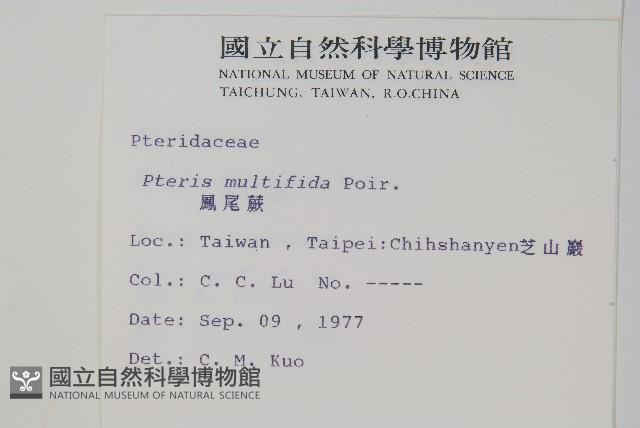 國立自然科學博物館
NATIONAL MUSEUM OF NATURAL SCIENCE
TAICHUNG, TAIWAN, R.O.CHINA
Pteridaceae
Pteris multifida Poir.
鳳尾蕨
Loc.: Taiwan , Taipei:Chihshanyen芝山巖
Col.: C. C. Lu No. -----
Date: Sep. 09 , 1977
Det.: C. M. Kuo
國立自然科學博物館
NATIONAL MUSEUM OF NATURAL SCIENCE